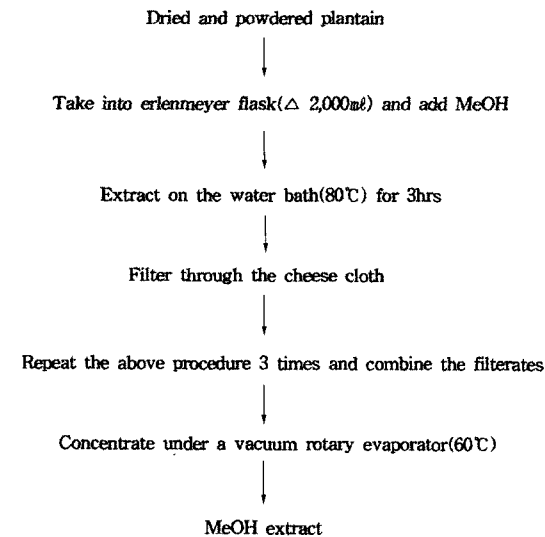 Dried and powdered plantain
Take into erlenmeyer flask(△ 2,000㎖) and add MeOH
Extract on the water bath(80℃) for 3hrs
Filter through the cheese cloth
Repeat the above procedure 3 times and combine the filterates
Concentrate under a vacuum rotary evaporator(60℃)
MeOH extract